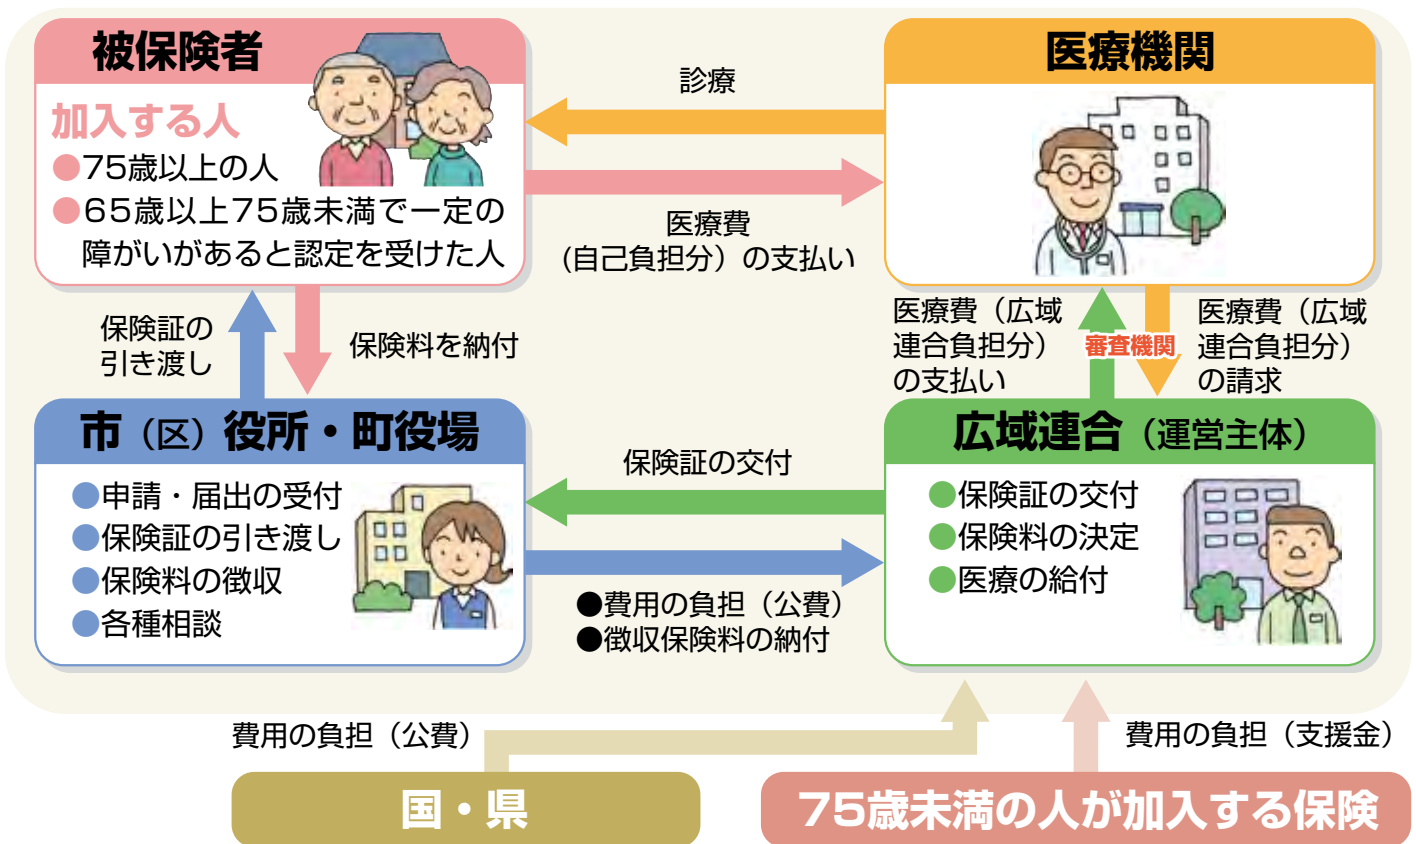 被保険者
加入する人
●75歳以上の人
●65歳以上75歳未満で一定の
障がいがあると認定を受けた人
診療
医療費
(自己負担分）の支払い
医療機関
保険証の
引き渡し
保険料を納付
医療費（広域
連合負担分）
の支払い
審査機関
医療費（広域
連合負担分）
の請求
市（区）役所・町役場
●申請・届出の受付
●保険証の引き渡し
●保険料の徴収
●各種相談
保険証の交付
●費用の負担（公費）
●徴収保険料の納付
広域連合（運営主体）
●保険証の交付
●保険料の決定
●医療の給付
費用の負担（公費）
費用の負担（支援金）
国・県
75歳未満の人が加入する保険